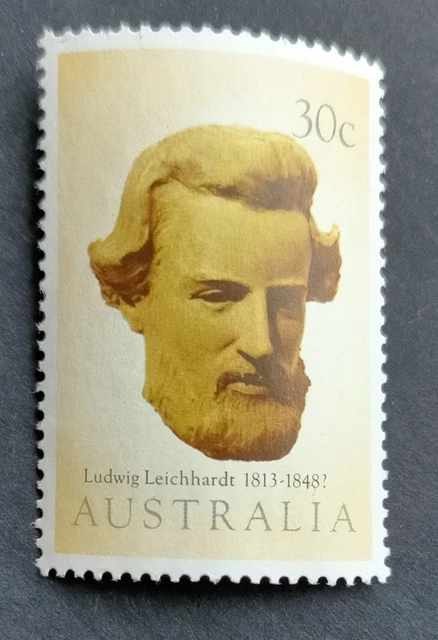 30c
Ludwig Leichhardt 1813-1848?
AUSTRALIA